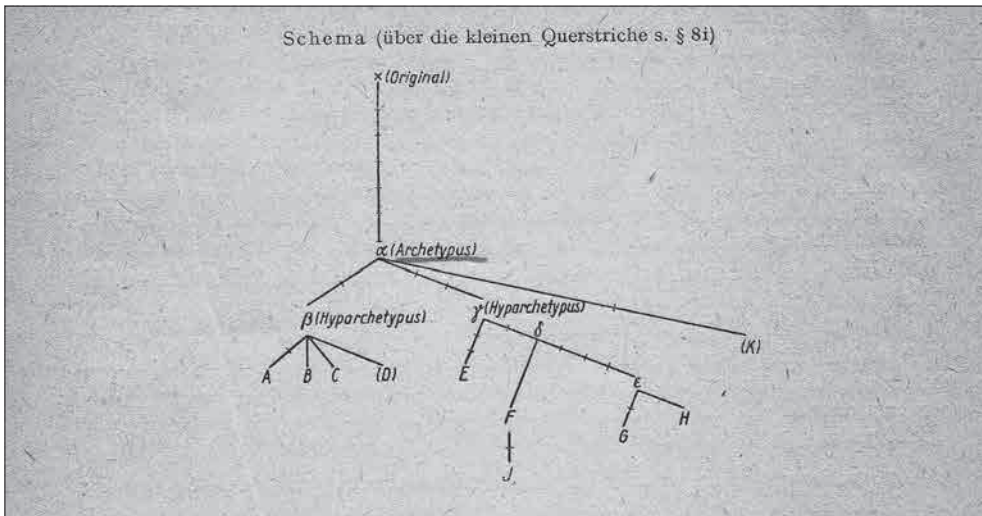 Schema (über die kleinen Querstriche s. § 8i)
× (Original)
α (Archetypus)
β (Hyparchetypus)
γ (Hyparchetypus)
δ
(K)
A B C (D)
E
ε
F
H
G
J